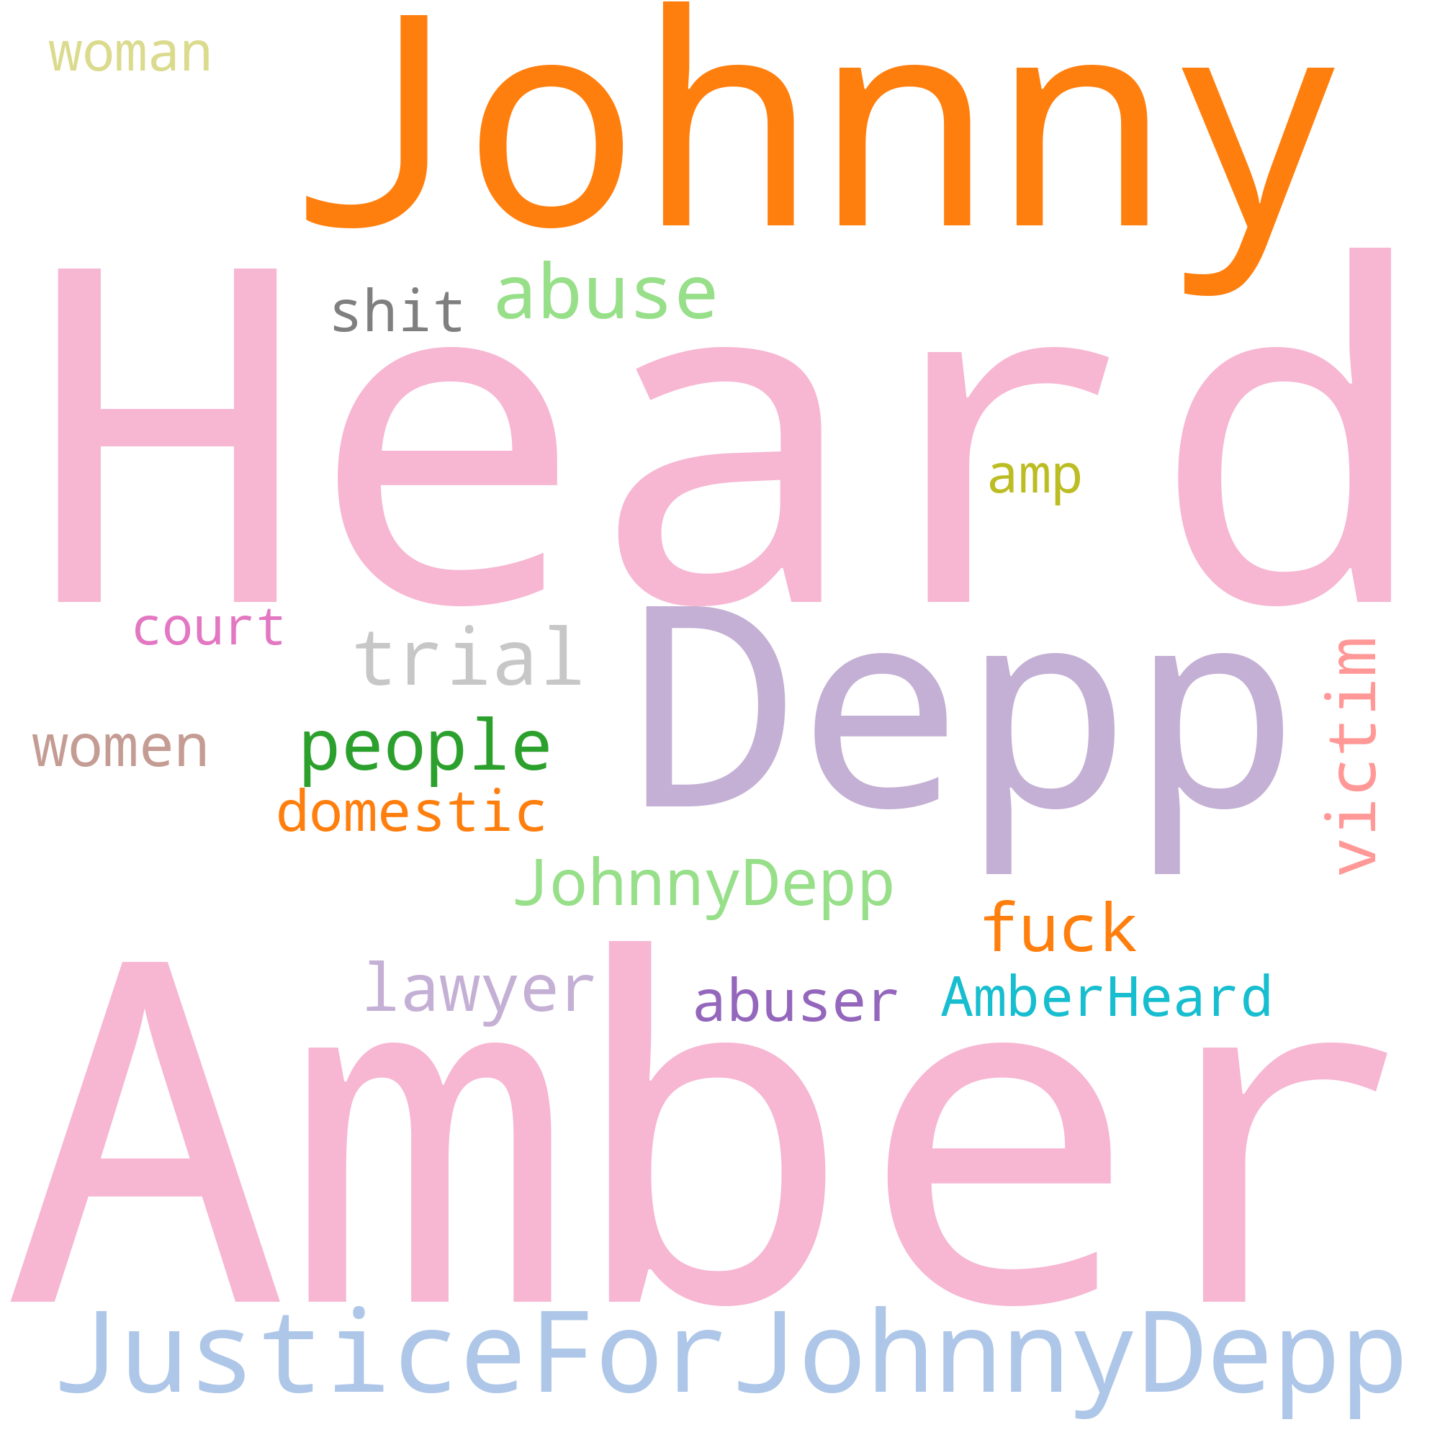 woman
Johnny
shit
abuse
Heard
amp
court
trial
Depp
victim
women
people
domestic
JohnnyDepp
fuck
lawyer
abuser
AmberHeard
Amber
JusticeForJohnnyDepp